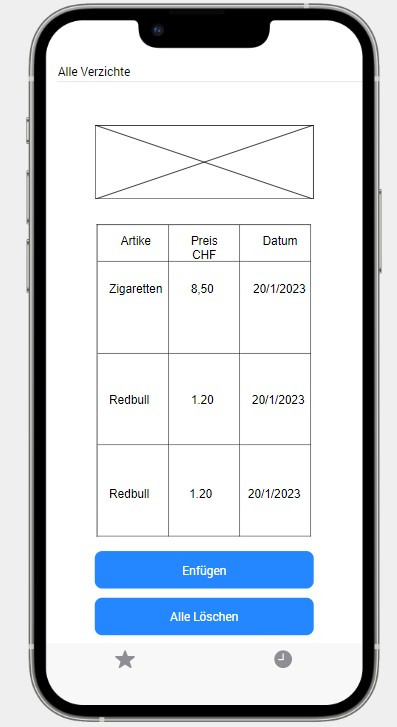 Alle Verzichte
Artike Preis CHF Datum
Zigaretten 8,50 20/1/2023
Redbull 1.20 20/1/2023
Redbull 1.20 20/1/2023
Enfügen
Alle Löschen